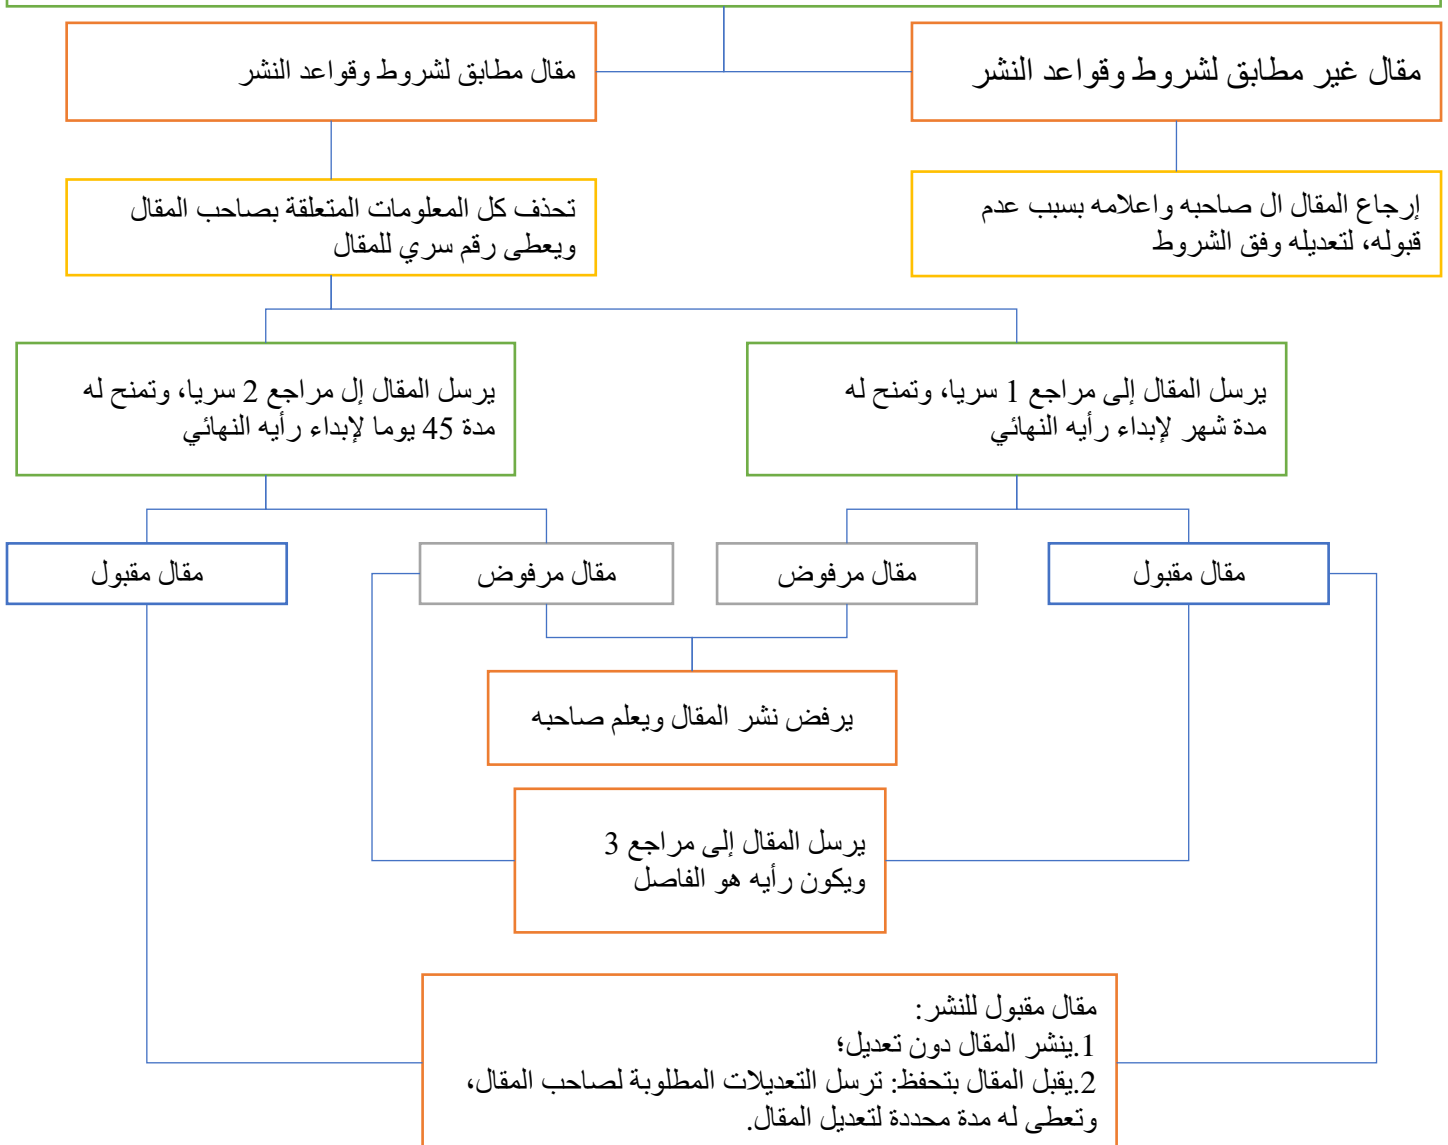 مقال غير مطابق لشروط وقواعد النشر
مقال مطابق لشروط وقواعد النشر
إرجاع المقال ال صاحبه واعلامه بسبب عدم
قبوله، لتعديله وفق الشروط
تحذف كل المعلومات المتعلقة بصاحب المقال
ويعطى رقم سري للمقال
يرسل المقال إلى مراجع 1 سريا، وتمنح له
مدة شهر لإبداء رأيه النهائي
يرسل المقال إل مراجع 2 سريا، وتمنح له
مدة 45 يوما لإبداء رأيه النهائي
مقال مقبول
مقال مرفوض
مقال مرفوض
مقال مقبول
يرفض نشر المقال ويعلم صاحبه
يرسل المقال إلى مراجع 3
ويكون رأيه هو الفاصل
مقال مقبول للنشر:
1.ينشر المقال دون تعديل؛
2.يقبل المقال بتحفظ: ترسل التعديلات المطلوبة لصاحب المقال،
وتعطى له مدة محددة لتعديل المقال.